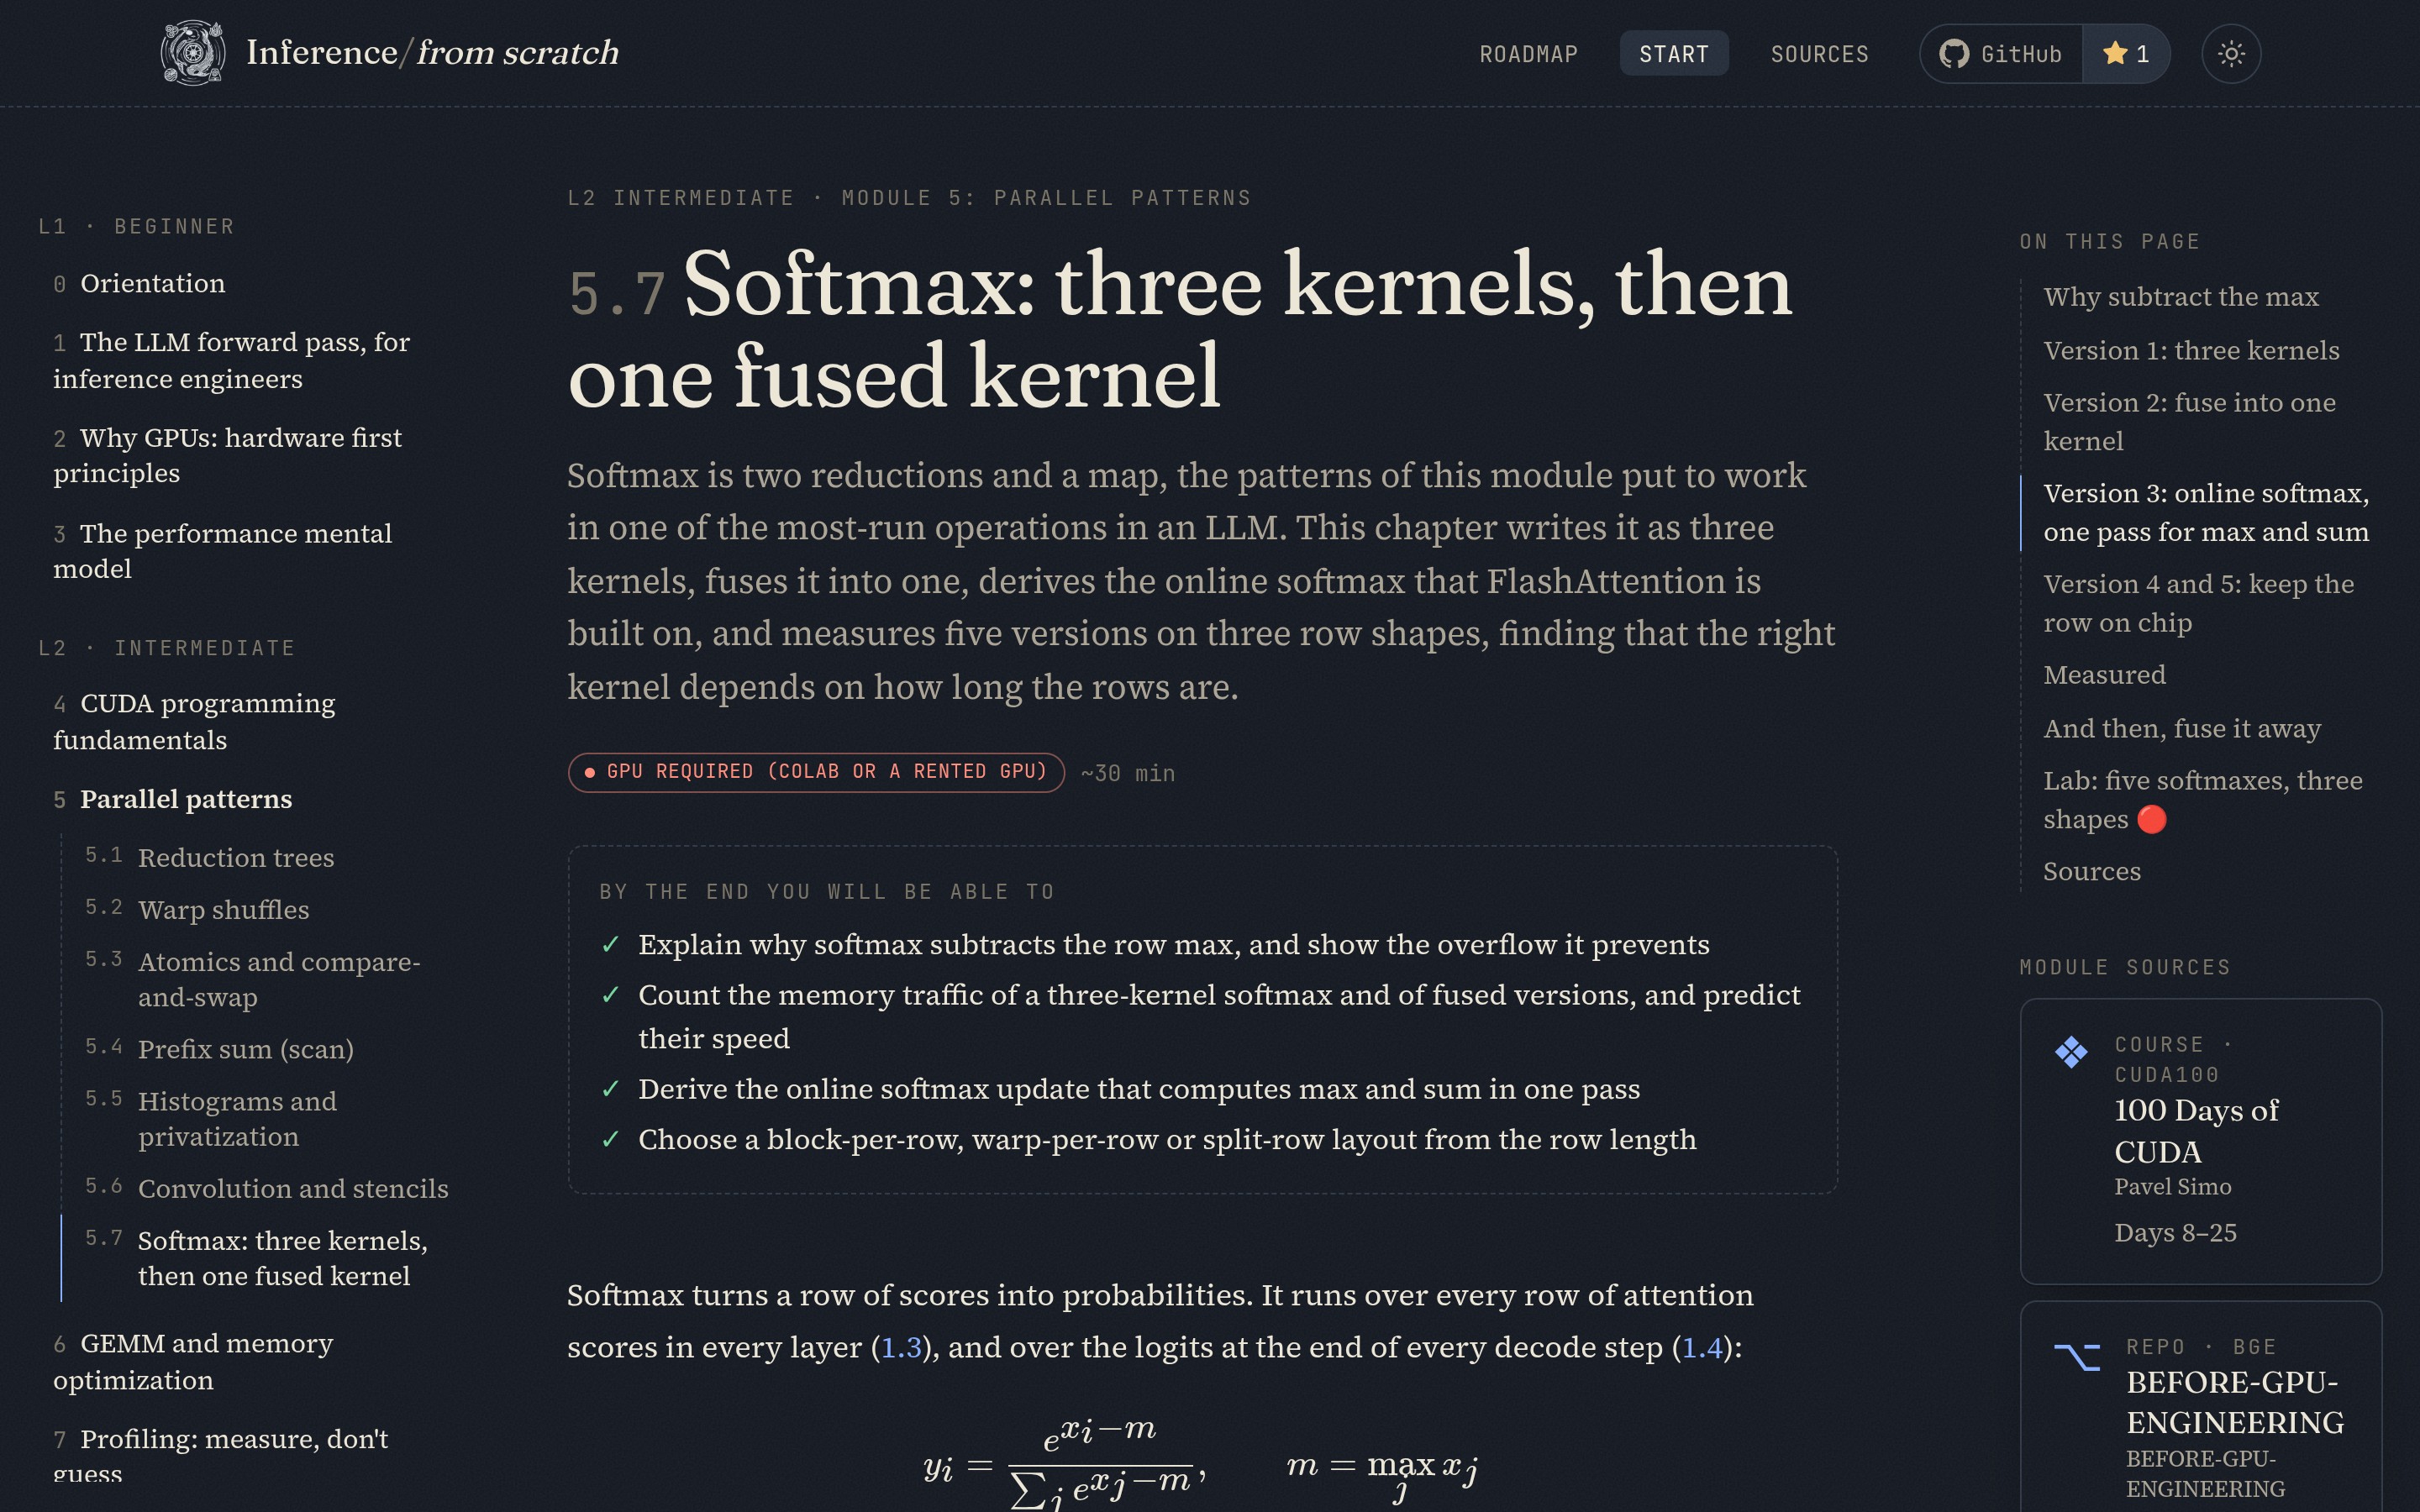 Inference/from scratch
ROADMAP
START
SOURCES
GitHub
1
L1 · BEGINNER
0 Orientation
1 The LLM forward pass, for
inference engineers
2 Why GPUs: hardware first
principles
3 The performance mental
model
L2 · INTERMEDIATE
4 CUDA programming
fundamentals
5 Parallel patterns
5.1 Reduction trees
5.2 Warp shuffles
5.3 Atomics and compare-
and-swap
5.4 Prefix sum (scan)
5.5 Histograms and
privatization
5.6 Convolution and stencils
5.7 Softmax: three kernels,
then one fused kernel
6 GEMM and memory
optimization
7 Profiling: measure, don't
guess
L2 INTERMEDIATE · MODULE 5: PARALLEL PATTERNS
5.7 Softmax: three kernels, then
one fused kernel
Softmax is two reductions and a map, the patterns of this module put to work
in one of the most-run operations in an LLM. This chapter writes it as three
kernels, fuses it into one, derives the online softmax that FlashAttention is
built on, and measures five versions on three row shapes, finding that the right
kernel depends on how long the rows are.
GPU REQUIRED (COLAB OR A RENTED GPU) ~30 min
BY THE END YOU WILL BE ABLE TO
✓ Explain why softmax subtracts the row max, and show the overflow it prevents
✓ Count the memory traffic of a three-kernel softmax and of fused versions, and predict
their speed
✓ Derive the online softmax update that computes max and sum in one pass
✓ Choose a block-per-row, warp-per-row or split-row layout from the row length
Softmax turns a row of scores into probabilities. It runs over every row of attention
scores in every layer (1.3), and over the logits at the end of every decode step (1.4):
y_i = e^{x_i−m} / ∑_j e^{x_j−m}, m = max_j x_j
ON THIS PAGE
Why subtract the max
Version 1: three kernels
Version 2: fuse into one
kernel
Version 3: online softmax,
one pass for max and sum
Version 4 and 5: keep the
row on chip
Measured
And then, fuse it away
Lab: five softmaxes, three
shapes 🔴
Sources
MODULE SOURCES
COURSE ·
CUDA100
100 Days of
CUDA
Pavel Simo
Days 8–25
REPO · BGE
BEFORE-GPU-
ENGINEERING
BEFORE-GPU-
ENGINEERING